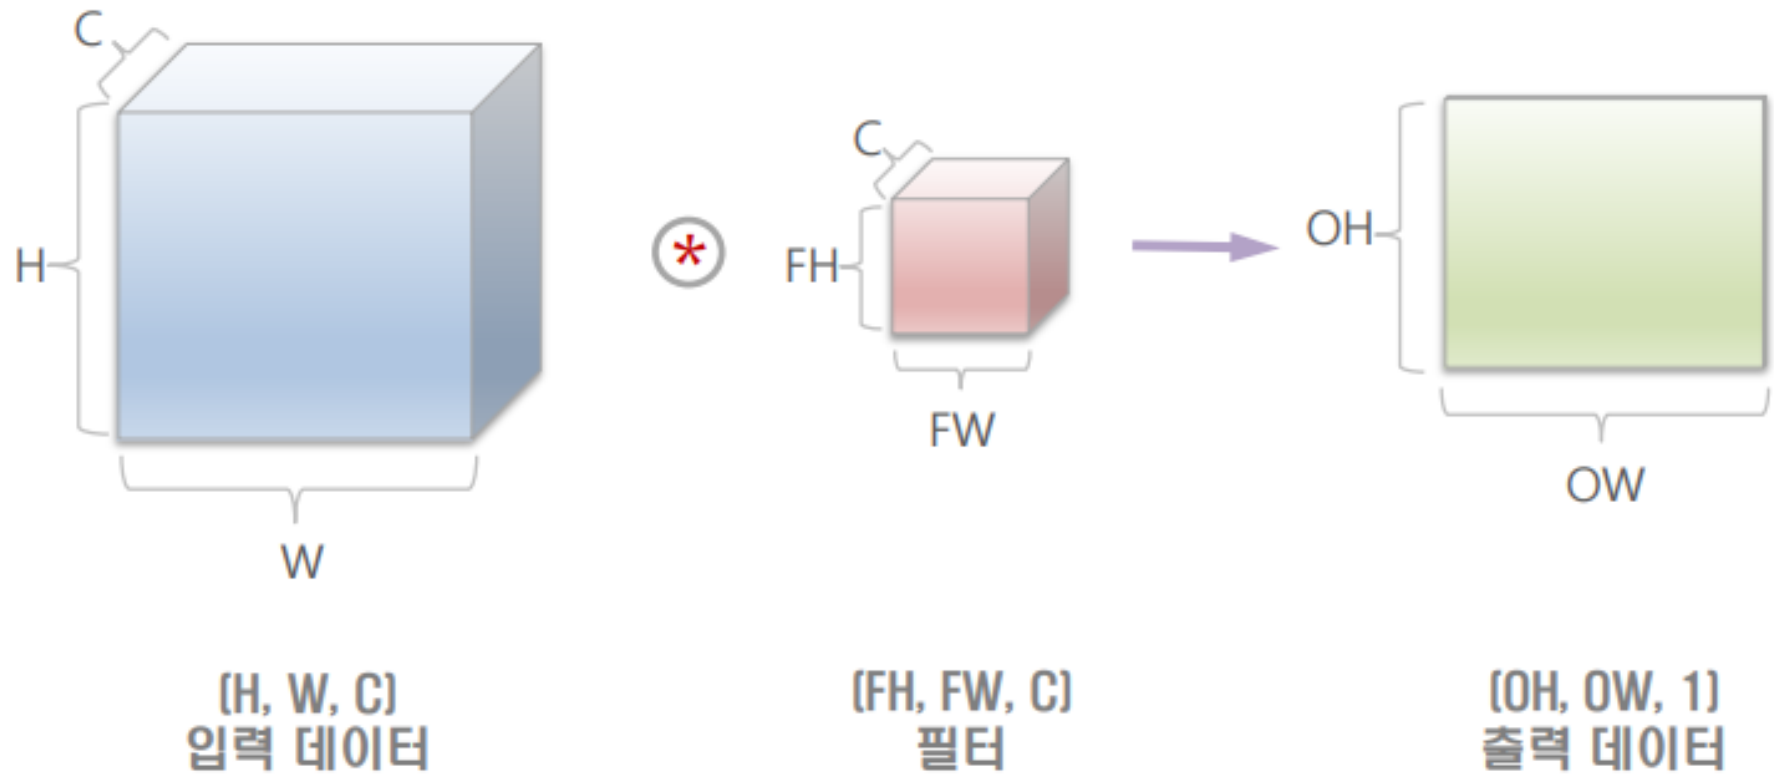 C
H
W
*
C
FH
FW
OH
OW
(H, W, C)
입력 데이터
(FH, FW, C)
필터
(OH, OW, 1)
출력 데이터